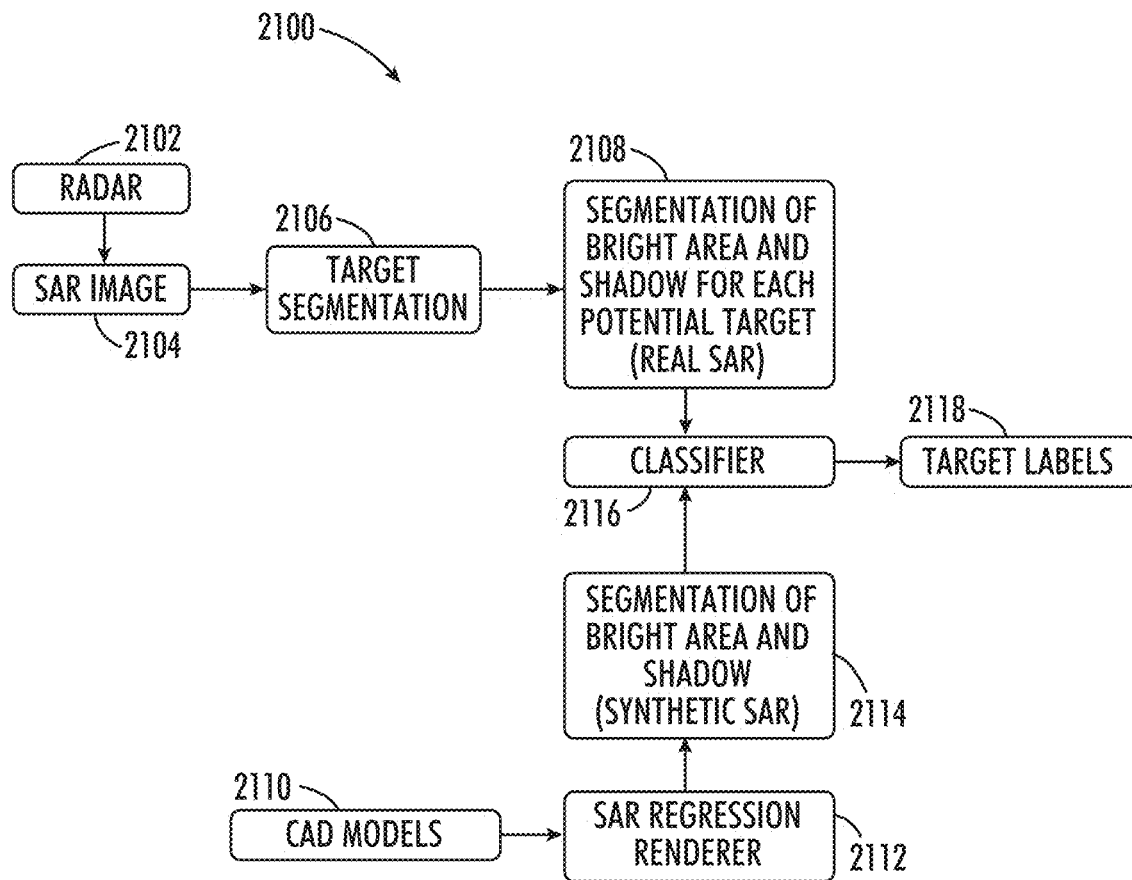 2100
2102
RADAR
SAR IMAGE
2104
2106
TARGET
SEGMENTATION
2108
SEGMENTATION OF
BRIGHT AREA AND
SHADOW FOR EACH
POTENTIAL TARGET
(REAL SAR)
CLASSIFIER
2116
2118
TARGET LABELS
SEGMENTATION OF
BRIGHT AREA AND
SHADOW
(SYNTHETIC SAR)
2114
2110
CAD MODELS
SAR REGRESSION
RENDERER
2112